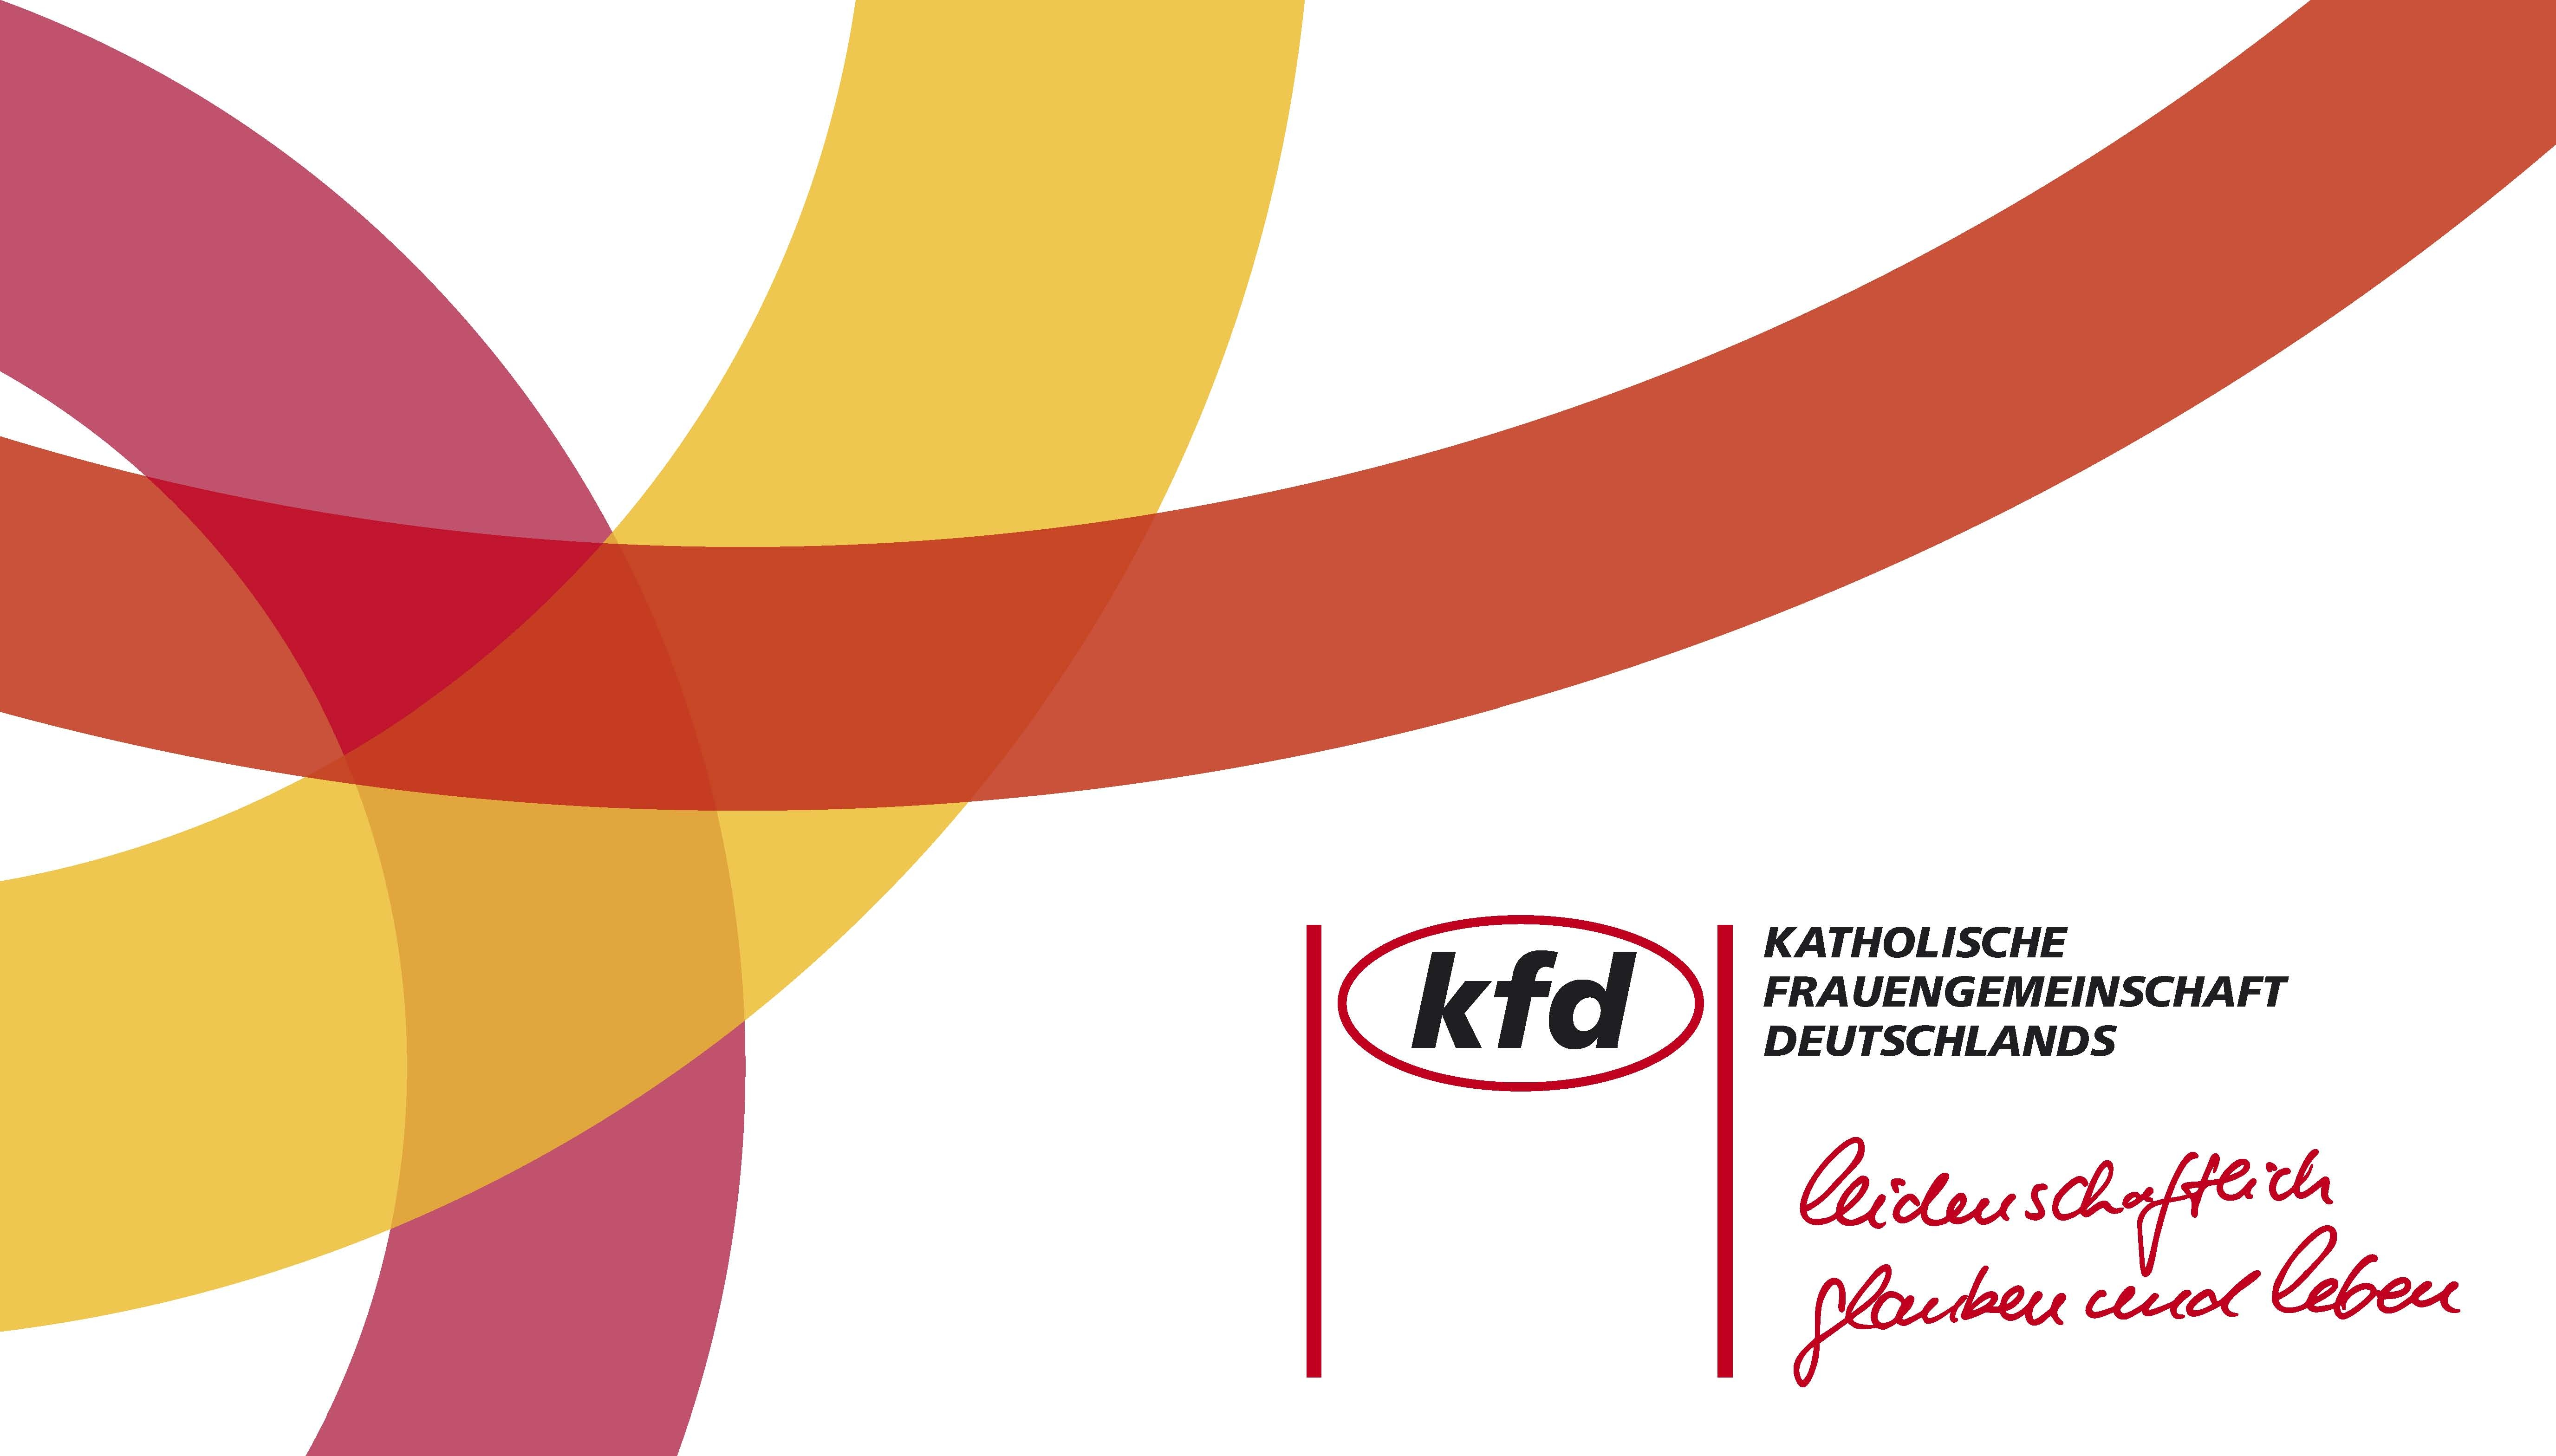 kfd
KATHOLISCHE
FRAUENGEMEINSCHAFT
DEUTSCHLANDS
leidenschaftlich
glauben und leben